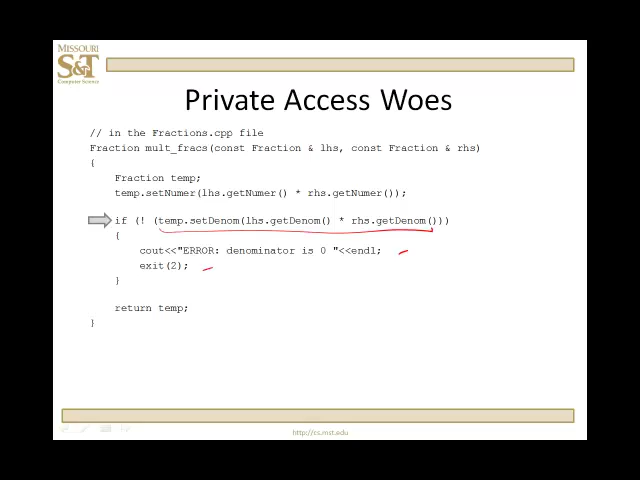 MISSOURI
S&T
Computer Science
Private Access Woes
// in the Fractions.cpp file
Fraction mult_fracs(const Fraction & lhs, const Fraction & rhs)
{
Fraction temp;
temp.setNumer(lhs.getNumer() * rhs.getNumer());
if (! (temp.setDenom(lhs.getDenom() * rhs.getDenom()))
{
cout<<"ERROR: denominator is 0 "<<endl;
exit(2);
}
return temp;
}
http://cs.mst.edu